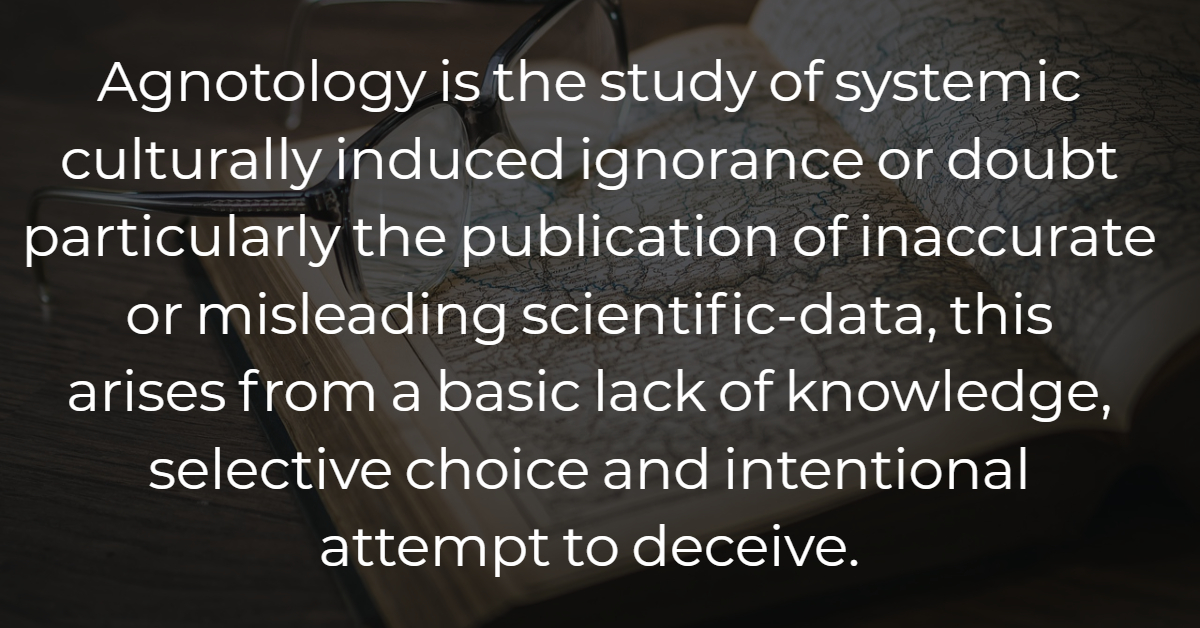 Agnotology is the study of systemic
culturally induced ignorance or doubt
particularly the publication of inaccurate
or misleading scientific-data, this
arises from a basic lack of knowledge,
selective choice and intentional
attempt to deceive.